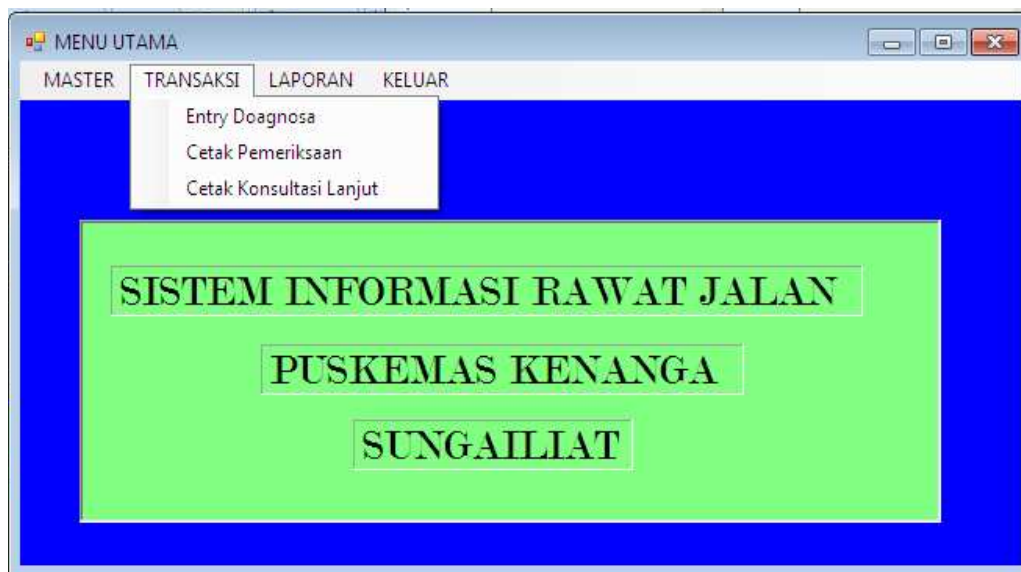 MENU UTAMA
MASTER TRANSAKSI LAPORAN KELUAR
Entry Doagnosa
Cetak Pemeriksaan
Cetak Konsultasi Lanjut
SISTEM INFORMASI RAWAT JALAN
PUSKEMAS KENANGA
SUNGAILIAT